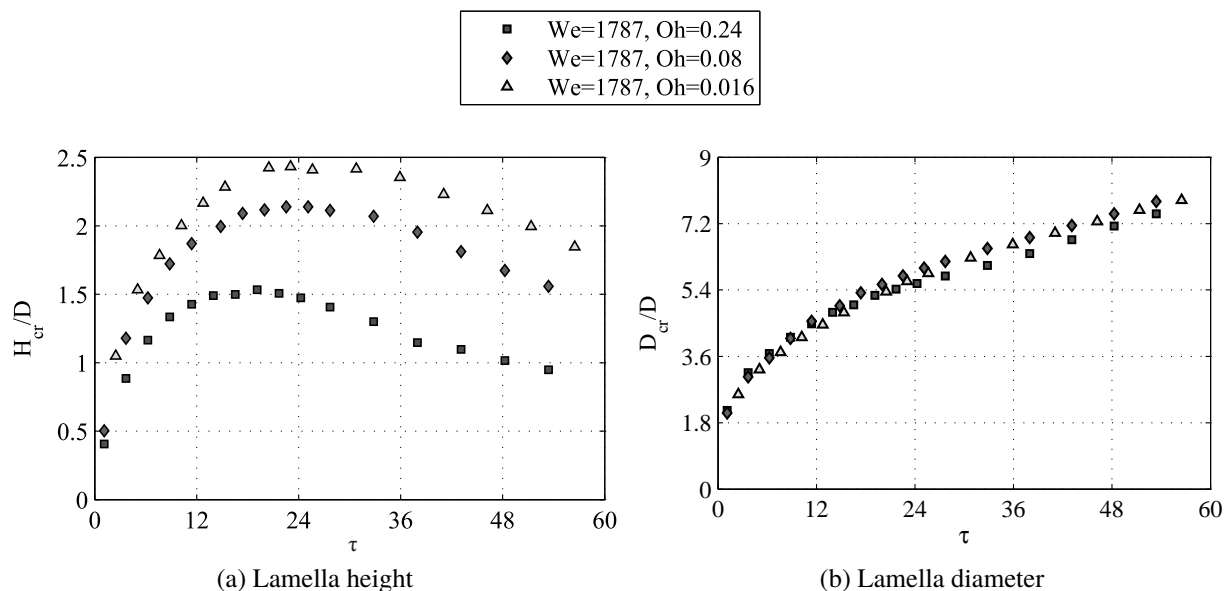 We=1787, Oh=0.24
We=1787, Oh=0.08
We=1787, Oh=0.016
2.5
2
1.5
1
0.5
0
H_cr/D
0 12 24 36 48 60
τ
(a) Lamella height
9
7.2
5.4
3.6
1.8
0
D_cr/D
0 12 24 36 48 60
τ
(b) Lamella diameter